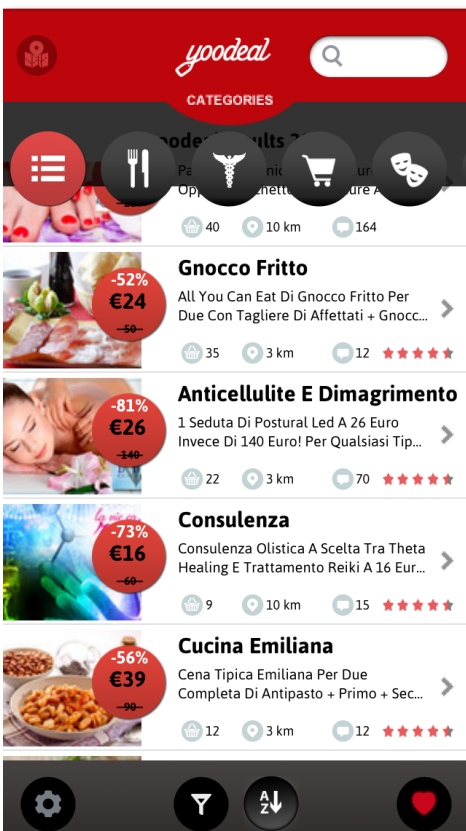 yoodeal
CATEGORIES
40 10 km 164
Gnocco Fritto
-52%
€24
50
All You Can Eat Di Gnocco Fritto Per
Due Con Tagliere Di Affettati + Gnocc...
35 3 km 12
Anticellulite E Dimagrimento
-81%
€26
140
1 Seduta Di Postural Led A 26 Euro
Invece Di 140 Euro! Per Qualsiasi Tip...
22 3 km 70
Consulenza
-73%
€16
60
Consulenza Olistica A Scelta Tra Theta
Healing E Trattamento Reiki A 16 Eur...
9 10 km 15
Cucina Emiliana
-56%
€39
90
Cena Tipica Emiliana Per Due
Completa Di Antipasto + Primo + Sec...
12 3 km 12
A
Z